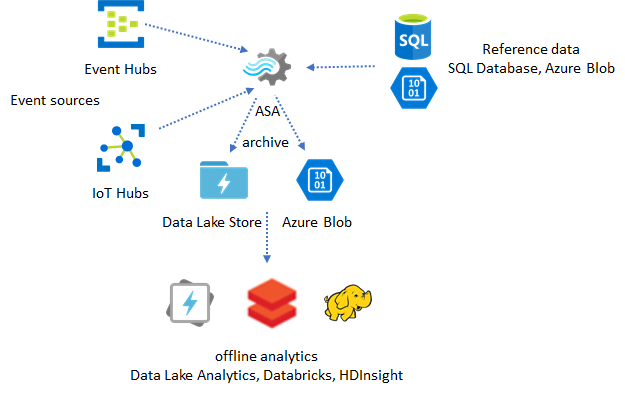 Event Hubs
SQL
Reference data
SQL Database, Azure Blob
10
01
Event sources
ASA
archive
IoT Hubs
10
01
Data Lake Store
Azure Blob
offline analytics
Data Lake Analytics, Databricks, HDInsight